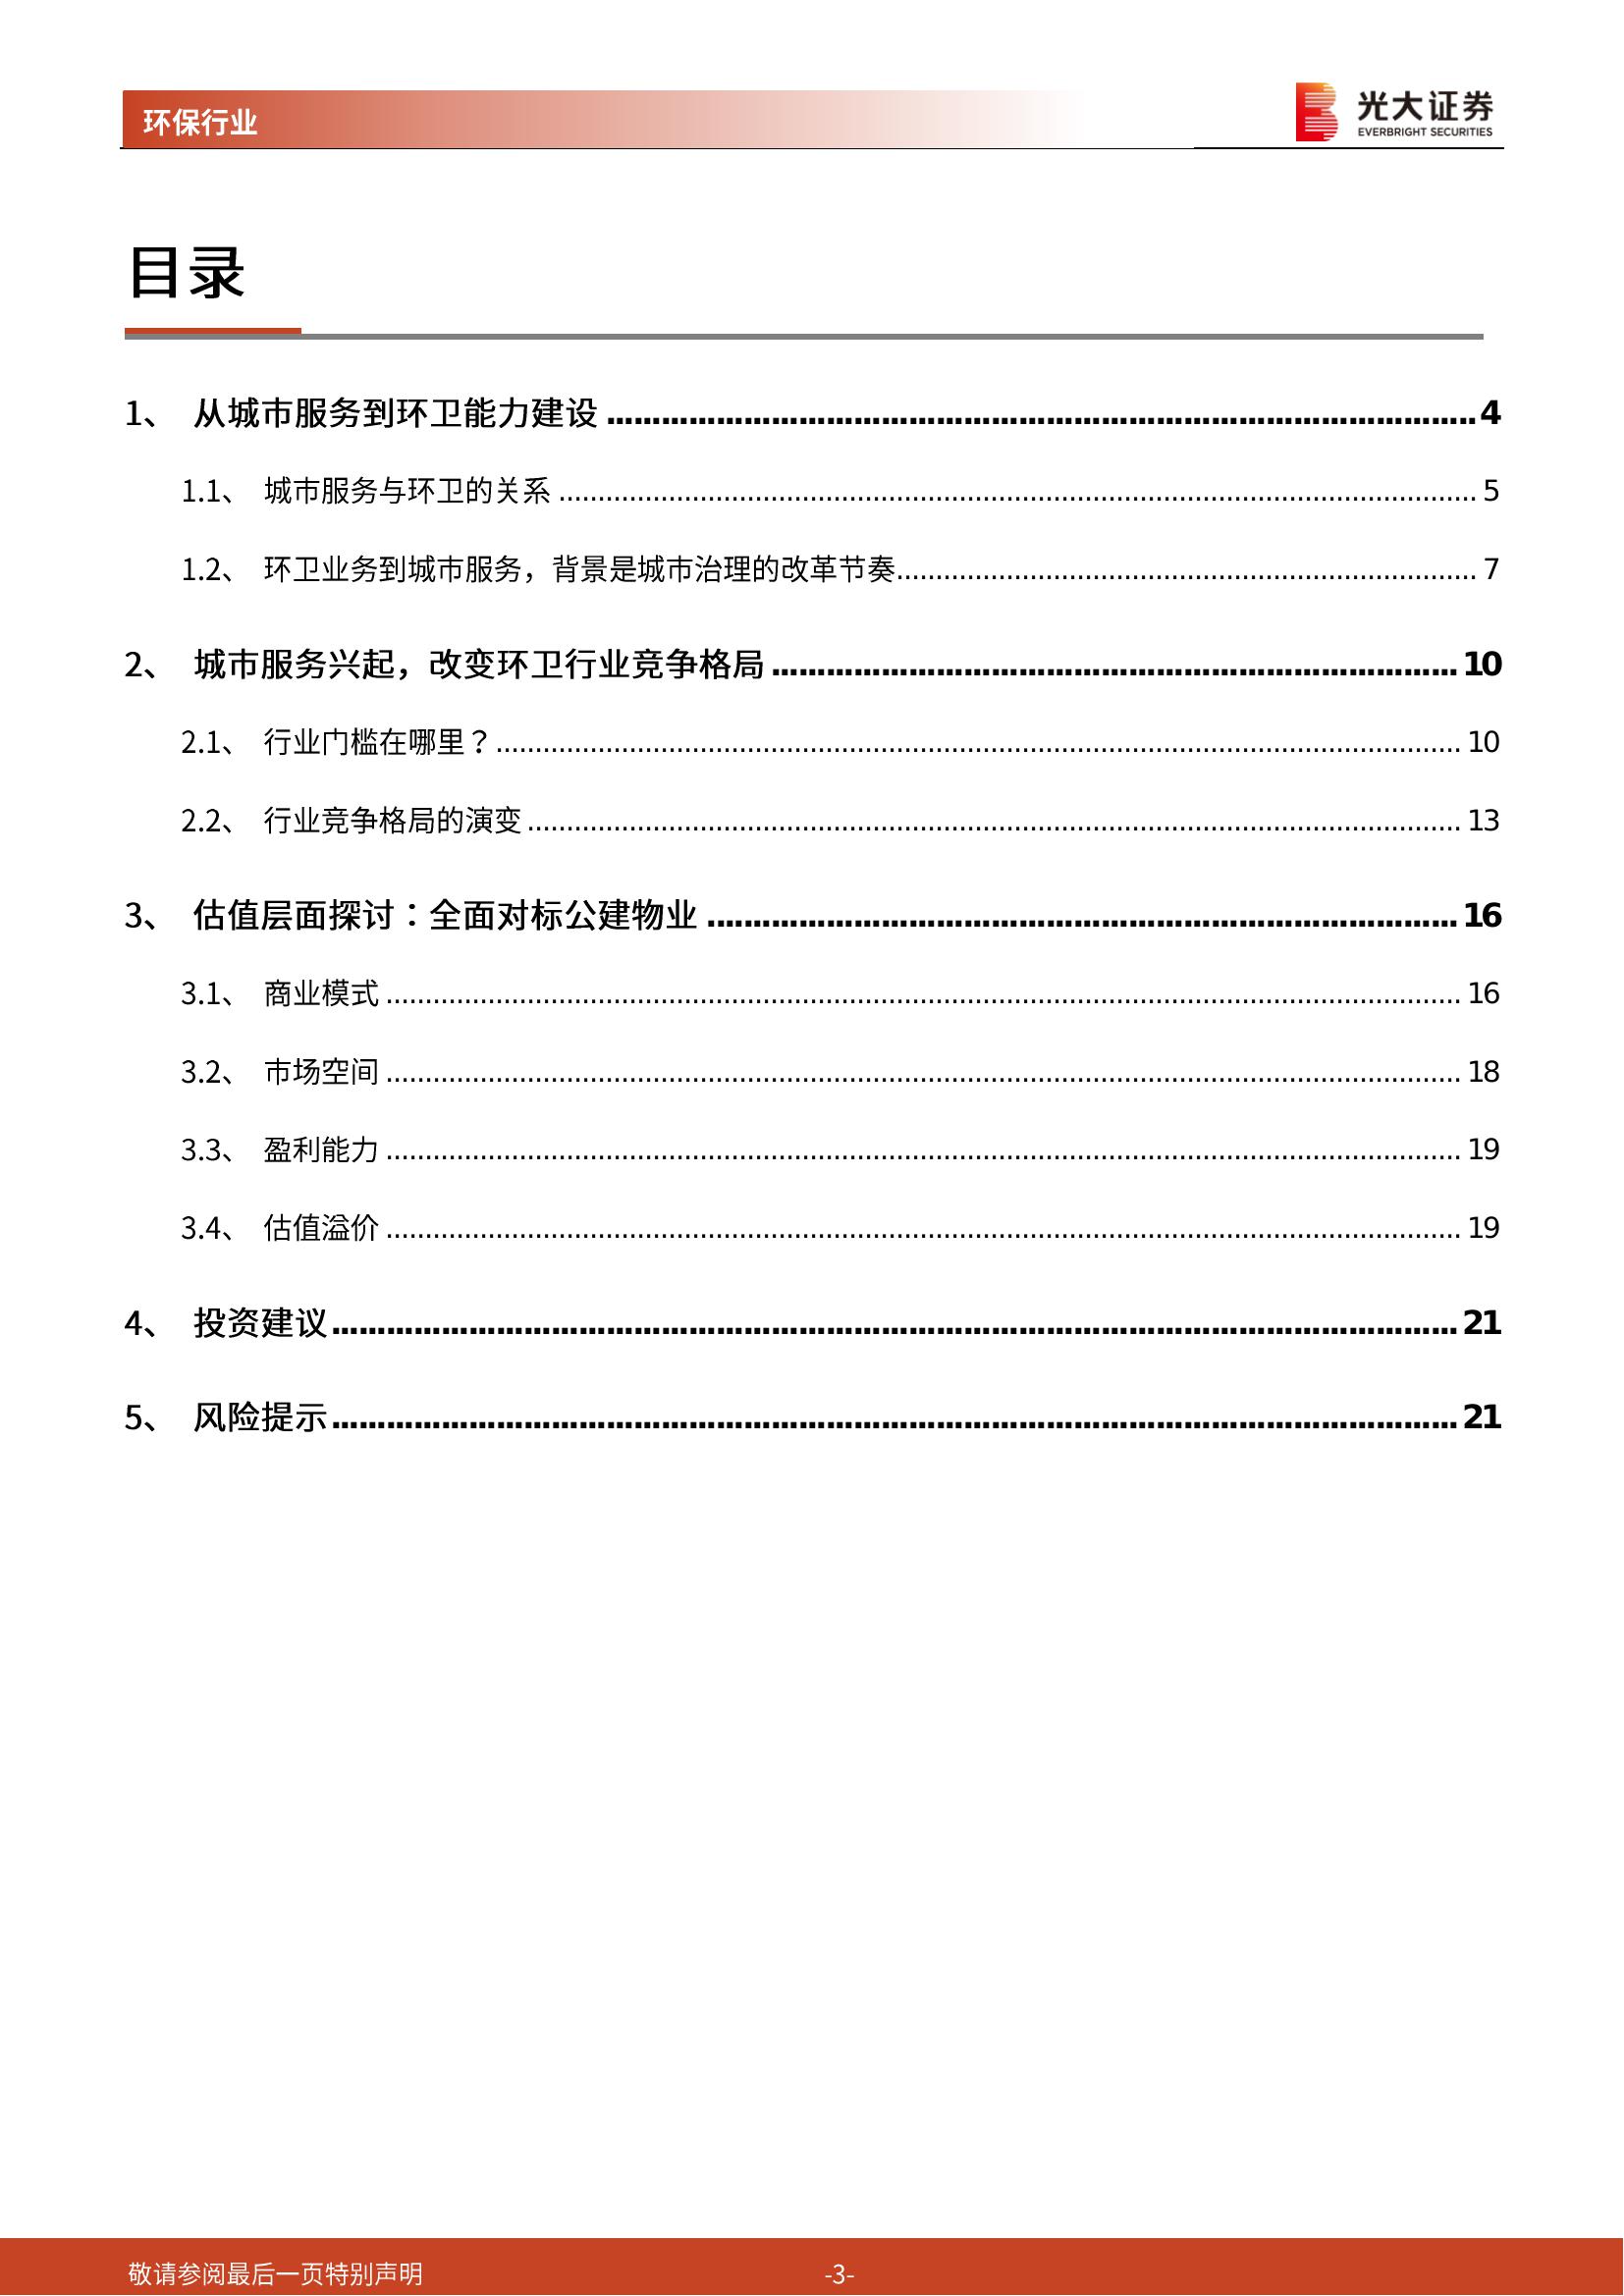 环保行业
光大证券
EVERBRIGHT SECURITIES
目录
1、 从城市服务到环卫能力建设 4
1.1、 城市服务与环卫的关系 5
1.2、 环卫业务到城市服务，背景是城市治理的改革节奏 7
2、 城市服务兴起，改变环卫行业竞争格局 10
2.1、 行业门槛在哪里？ 10
2.2、 行业竞争格局的演变 13
3、 估值层面探讨：全面对标公建物业 16
3.1、 商业模式 16
3.2、 市场空间 18
3.3、 盈利能力 19
3.4、 估值溢价 19
4、 投资建议 21
5、 风险提示 21
敬请参阅最后一页特别声明 -3-